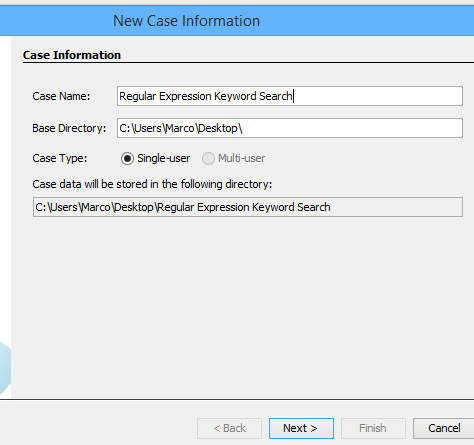 New Case Information
Case Information
Case Name: Regular Expression Keyword Search
Base Directory: C:\Users\Marco\Desktop\
Case Type: Single-user Multi-user
Case data will be stored in the following directory:
C:\Users\Marco\Desktop\Regular Expression Keyword Search
< Back Next > Finish Cancel